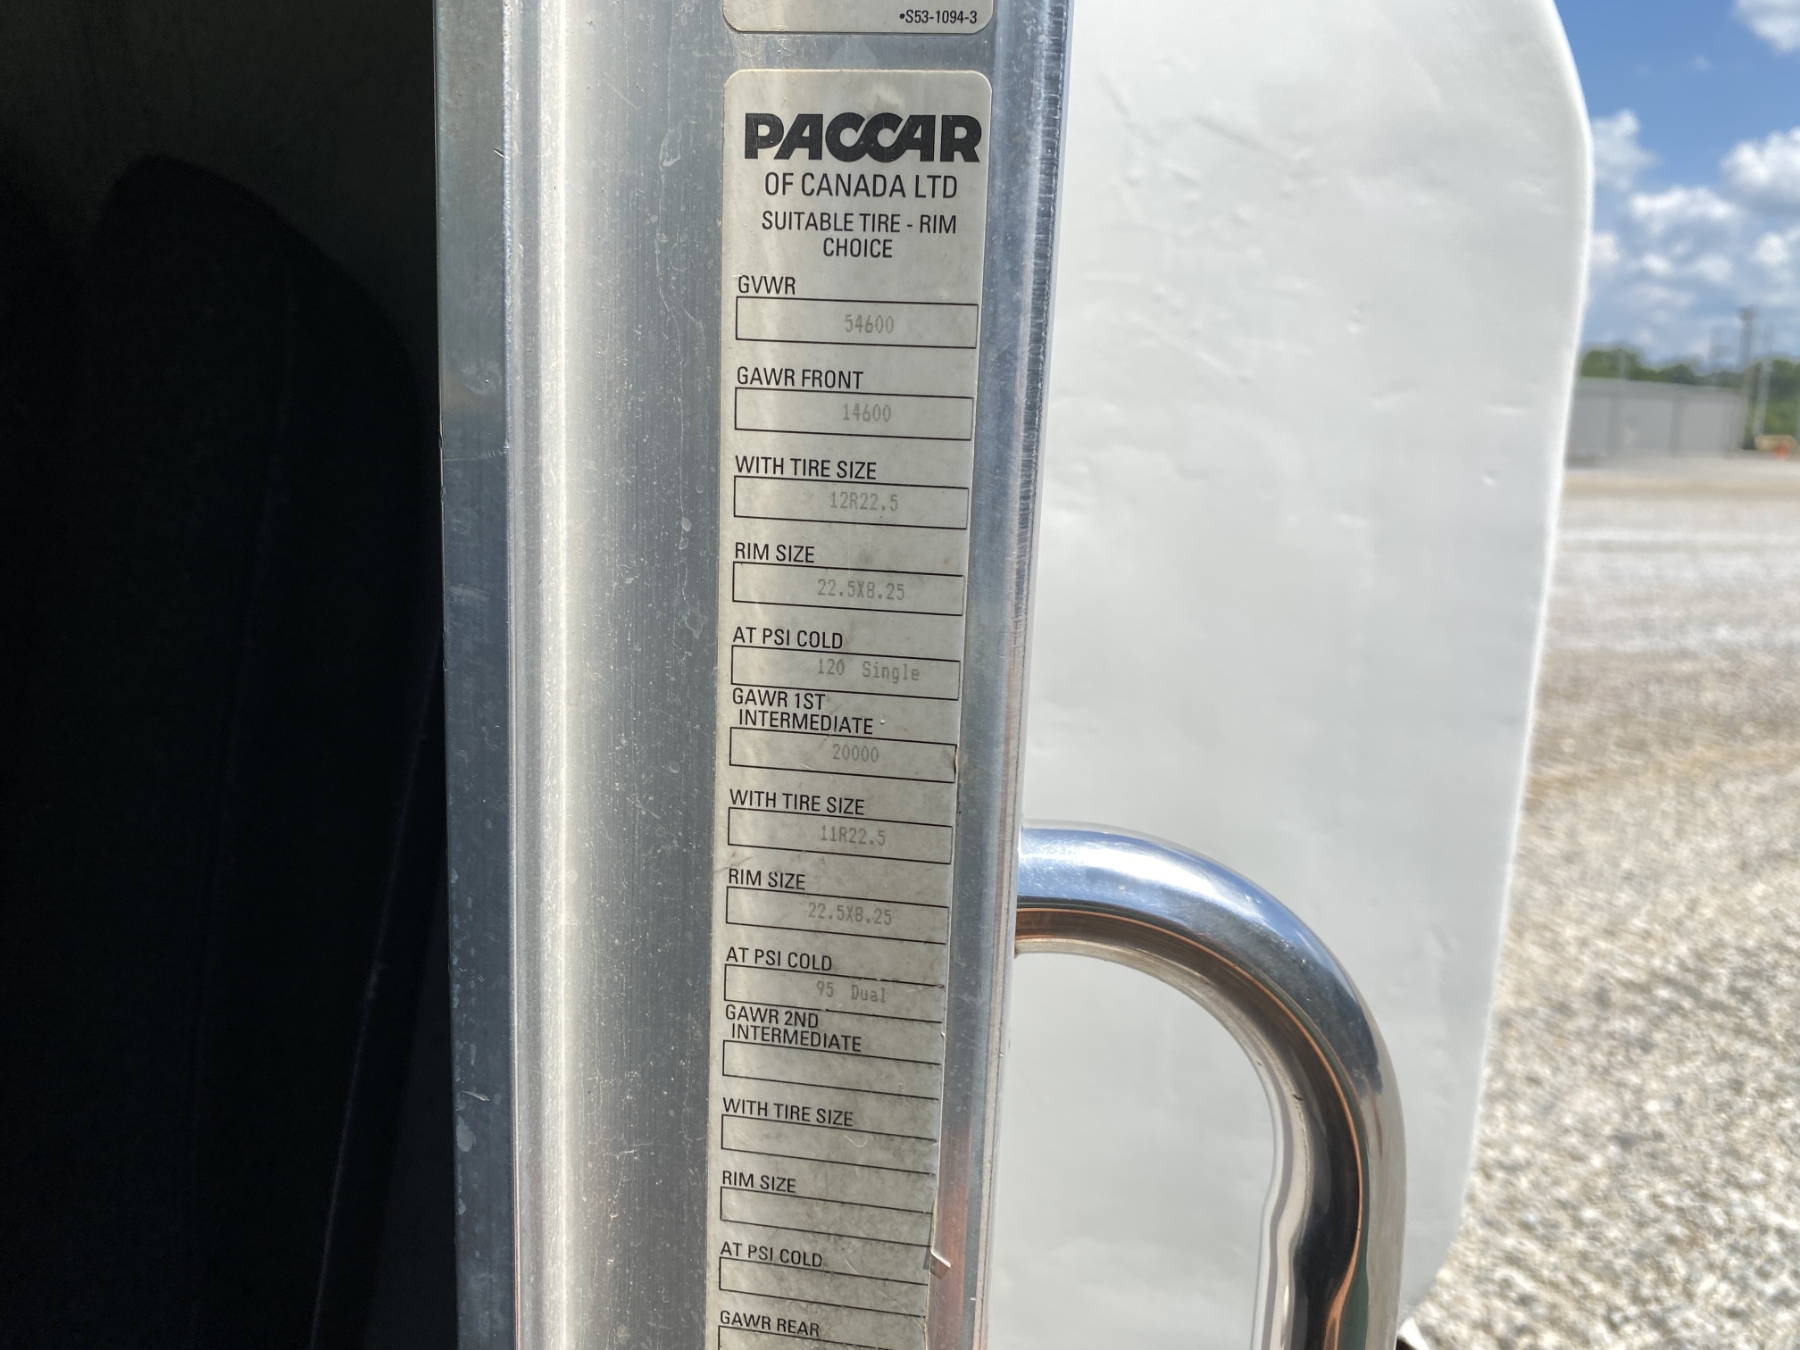 •S53-1094-3
PACCAR
OF CANADA LTD
SUITABLE TIRE - RIM
CHOICE
GVWR
54600
GAWR FRONT
14600
WITH TIRE SIZE
12R22.5
RIM SIZE
22.5X8.25
AT PSI COLD
120 Single
GAWR 1ST
INTERMEDIATE
20000
WITH TIRE SIZE
11R22.5
RIM SIZE
22.5X8.25
AT PSI COLD
95 Dual
GAWR 2ND
INTERMEDIATE
WITH TIRE SIZE
RIM SIZE
AT PSI COLD
GAWR REAR